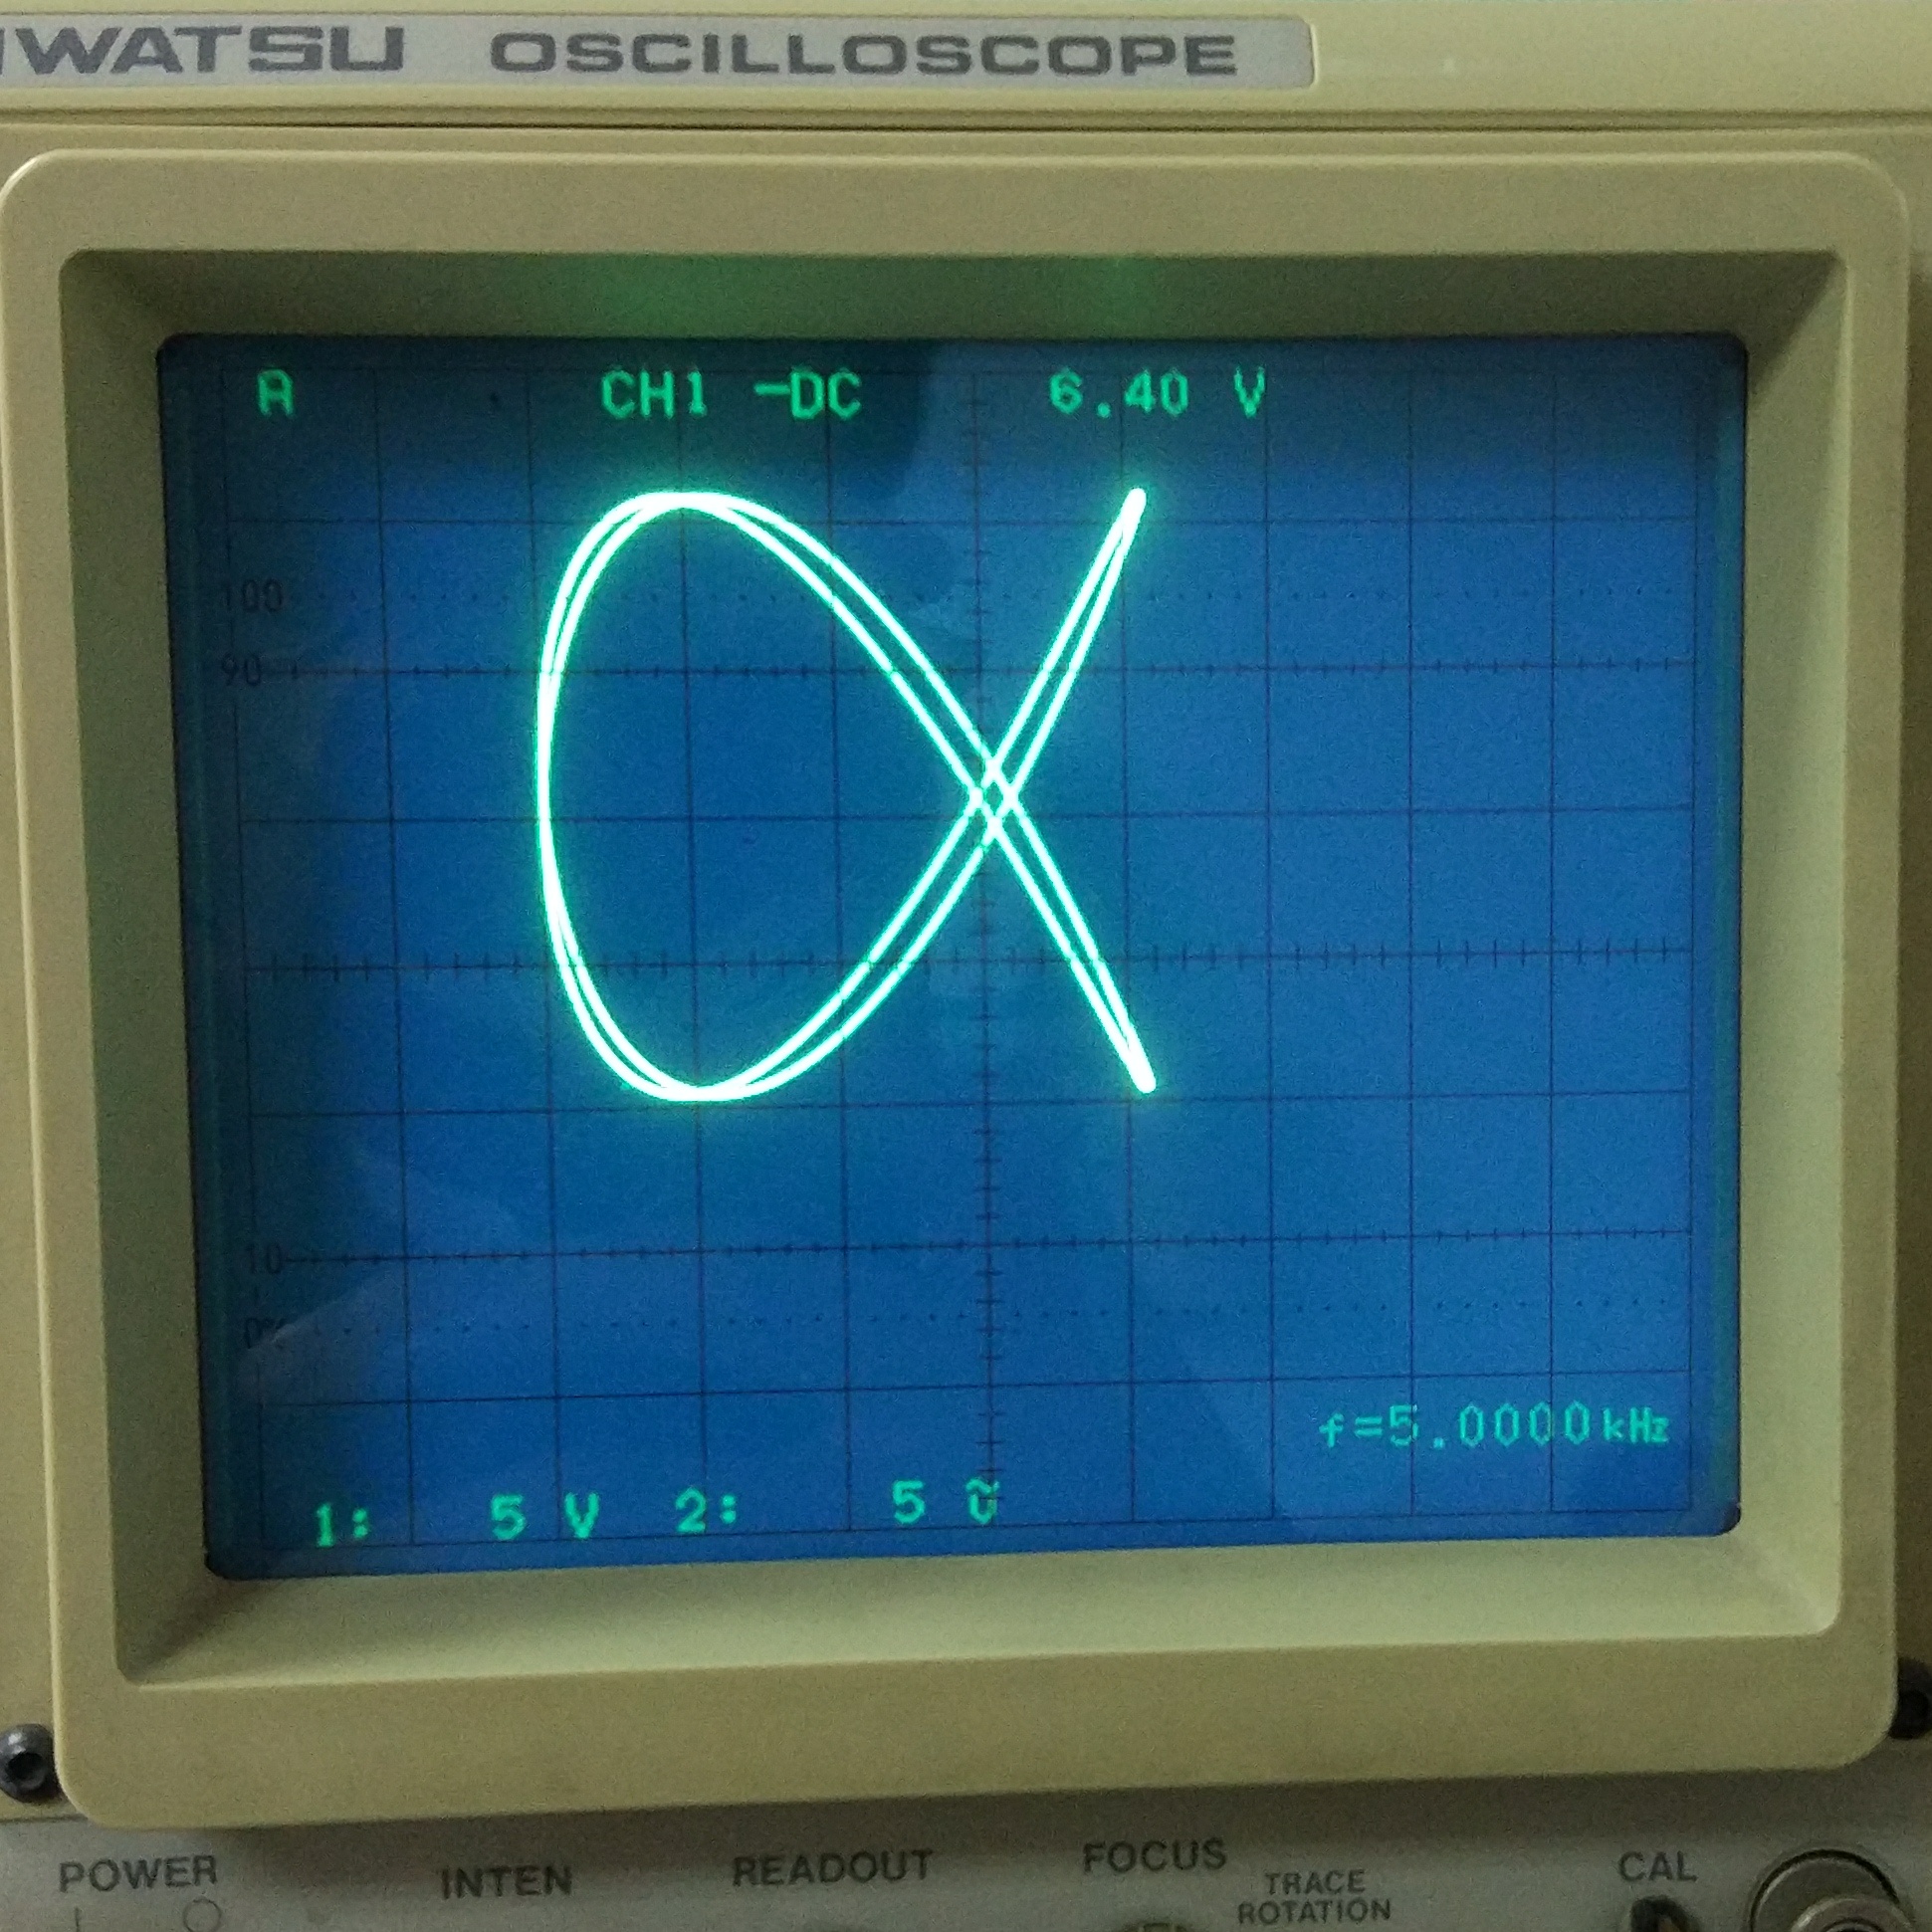 IWATSU OSCILLOSCOPE
A CH1 -DC 6.40 V
100
90
10
0%
f=5.0000kHz
1: 5 V 2: 5 V
POWER INTEN READOUT FOCUS TRACE ROTATION CAL